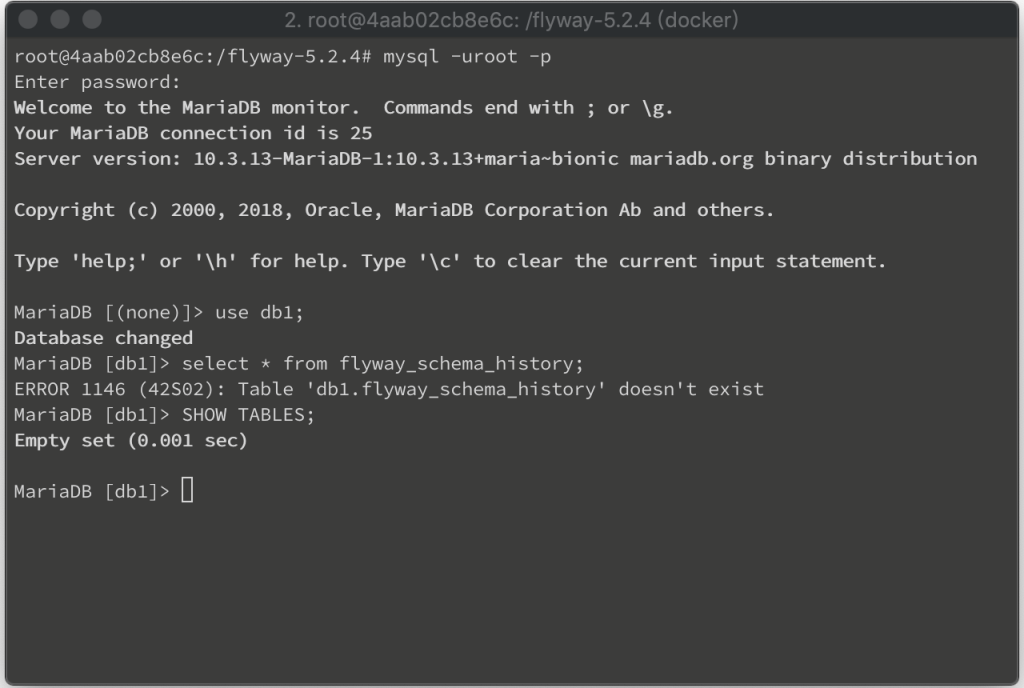 2. root@4aab02cb8e6c: /flyway-5.2.4 (docker)
root@4aab02cb8e6c:/flyway-5.2.4# mysql -uroot -p
Enter password:
Welcome to the MariaDB monitor.  Commands end with ; or \g.
Your MariaDB connection id is 25
Server version: 10.3.13-MariaDB-1:10.3.13+maria~bionic mariadb.org binary distribution
Copyright (c) 2000, 2018, Oracle, MariaDB Corporation Ab and others.
Type 'help;' or '\h' for help. Type '\c' to clear the current input statement.
MariaDB [(none)]> use db1;
Database changed
MariaDB [db1]> select * from flyway_schema_history;
ERROR 1146 (42S02): Table 'db1.flyway_schema_history' doesn't exist
MariaDB [db1]> SHOW TABLES;
Empty set (0.001 sec)
MariaDB [db1]>